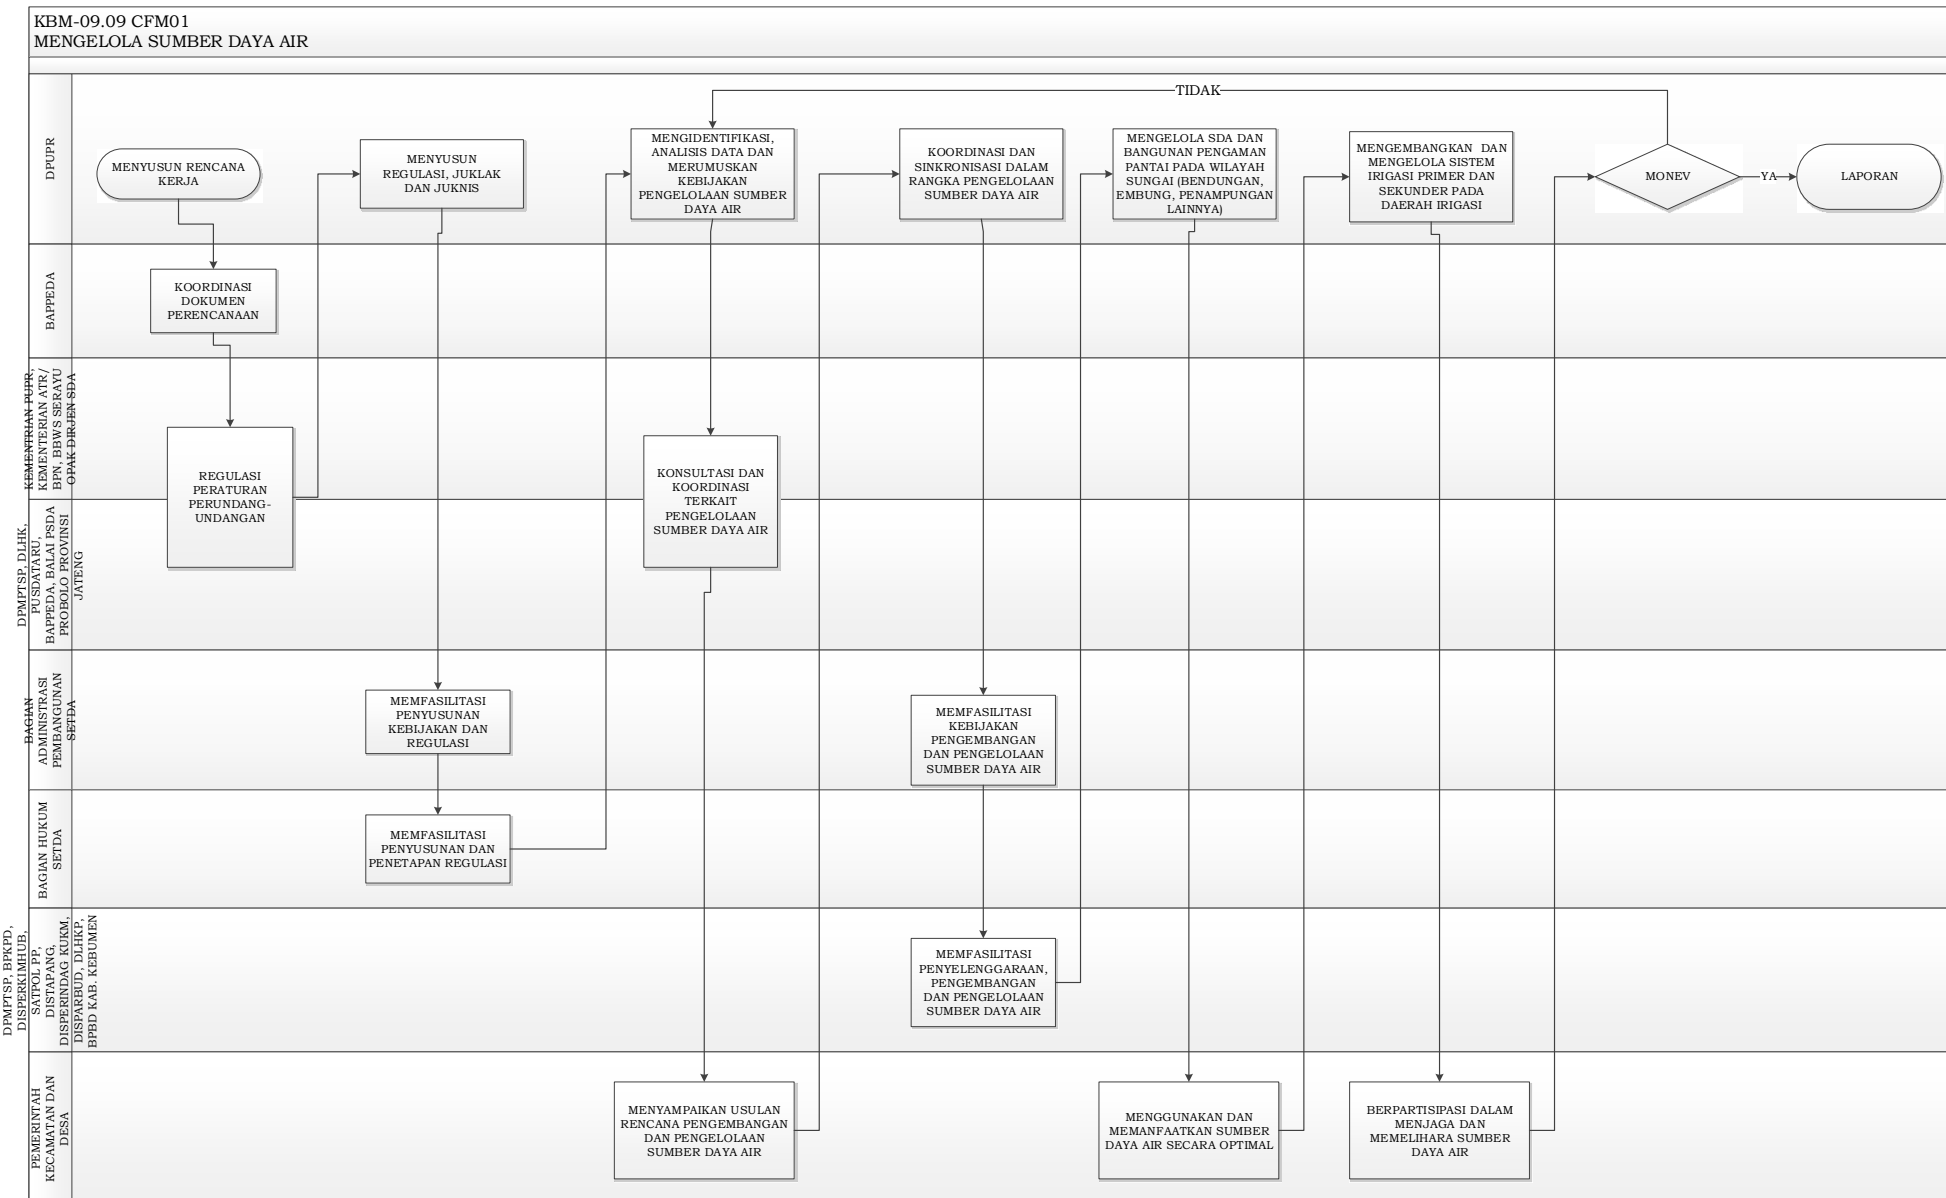 KBM-09.09 CFM01
MENGELOLA SUMBER DAYA AIR
DPUPR
MENYUSUN RENCANA
KERJA
MENYUSUN
REGULASI, JUKLAK
DAN JUKNIS
MENGIDENTIFIKASI,
ANALISIS DATA DAN
MERUMUSKAN
KEBIJAKAN
PENGELOLAAN SUMBER
DAYA AIR
KOORDINASI DAN
SINKRONISASI DALAM
RANGKA PENGELOLAAN
SUMBER DAYA AIR
MENGELOLA SDA DAN
BANGUNAN PENGAMAN
PANTAI PADA WILAYAH
SUNGAI (BENDUNGAN,
EMBUNG, PENAMPUNGAN
LAINNYA)
MENGEMBANGKAN DAN
MENGELOLA SISTEM
IRIGASI PRIMER DAN
SEKUNDER PADA
DAERAH IRIGASI
TIDAK
MONEV
YA
LAPORAN
BAPPEDA
KOORDINASI
DOKUMEN
PERENCANAAN
KEMENTRIAN PUPR,
KEMENTERIAN ATR/
BPN, BBWS SERAYU
OPAK DIRJEN SDA
REGULASI
PERATURAN
PERUNDANG-
UNDANGAN
KONSULTASI DAN
KOORDINASI
TERKAIT
PENGELOLAAN
SUMBER DAYA AIR
DPMPTSP, DLHK,
PUSDATARU,
BAPPEDA, BALAI PSDA
PROBOLO PROVINSI
JATENG
BAGIAN
ADMINISTRASI
PEMBANGUNAN
SETDA
MEMFASILITASI
PENYUSUNAN
KEBIJAKAN DAN
REGULASI
MEMFASILITASI
KEBIJAKAN
PENGEMBANGAN
DAN PENGELOLAAN
SUMBER DAYA AIR
BAGIAN HUKUM
SETDA
MEMFASILITASI
PENYUSUNAN DAN
PENETAPAN REGULASI
DPMPTSP, BPKPD,
DISPERKIMHUB,
SATPOL PP,
DISTAPANG,
DISPERINDAG KUKM,
DISPARBUD, DLHKP,
BPBD KAB. KEBUMEN
MEMFASILITASI
PENYELENGGARAAN,
PENGEMBANGAN
DAN PENGELOLAAN
SUMBER DAYA AIR
PEMERINTAH
KECAMATAN DAN
DESA
MENYAMPAIKAN USULAN
RENCANA PENGEMBANGAN
DAN PENGELOLAAN
SUMBER DAYA AIR
MENGGUNAKAN DAN
MEMANFAATKAN SUMBER
DAYA AIR SECARA OPTIMAL
BERPARTISIPASI DALAM
MENJAGA DAN
MEMELIHARA SUMBER
DAYA AIR